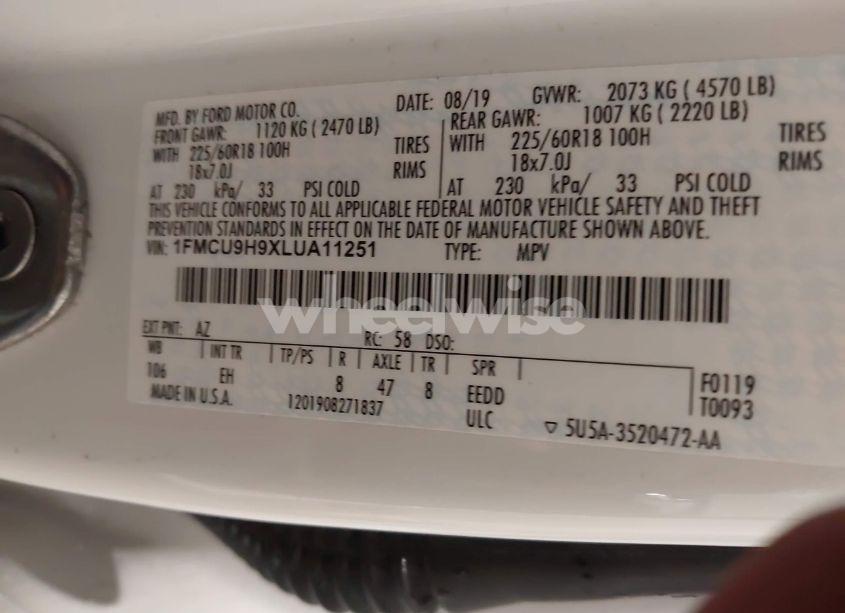 MFD. BY FORD MOTOR CO. DATE: 08/19 GVWR: 2073 KG ( 4570 LB)
FRONT GAWR: 1120 KG ( 2470 LB) REAR GAWR: 1007 KG ( 2220 LB)
WITH 225/60R18 100H TIRES WITH 225/60R18 100H TIRES
18x7.0J RIMS 18x7.0J RIMS
AT 230 kPa/ 33 PSI COLD AT 230 kPa/ 33 PSI COLD
THIS VEHICLE CONFORMS TO ALL APPLICABLE FEDERAL MOTOR VEHICLE SAFETY AND THEFT
PREVENTION STANDARDS IN EFFECT ON THE DATE OF MANUFACTURE SHOWN ABOVE.
VIN: 1FMCU9H9XLUA11251 TYPE: MPV
wheelwise
EXT PNT: AZ RC: 58 DSO:
WB INT TR TP/PS R AXLE TR SPR
106 EH 8 47 8 EEDD F0119
MADE IN U.S.A. 1201908271837 ULC T0093
5U5A-3520472-AA